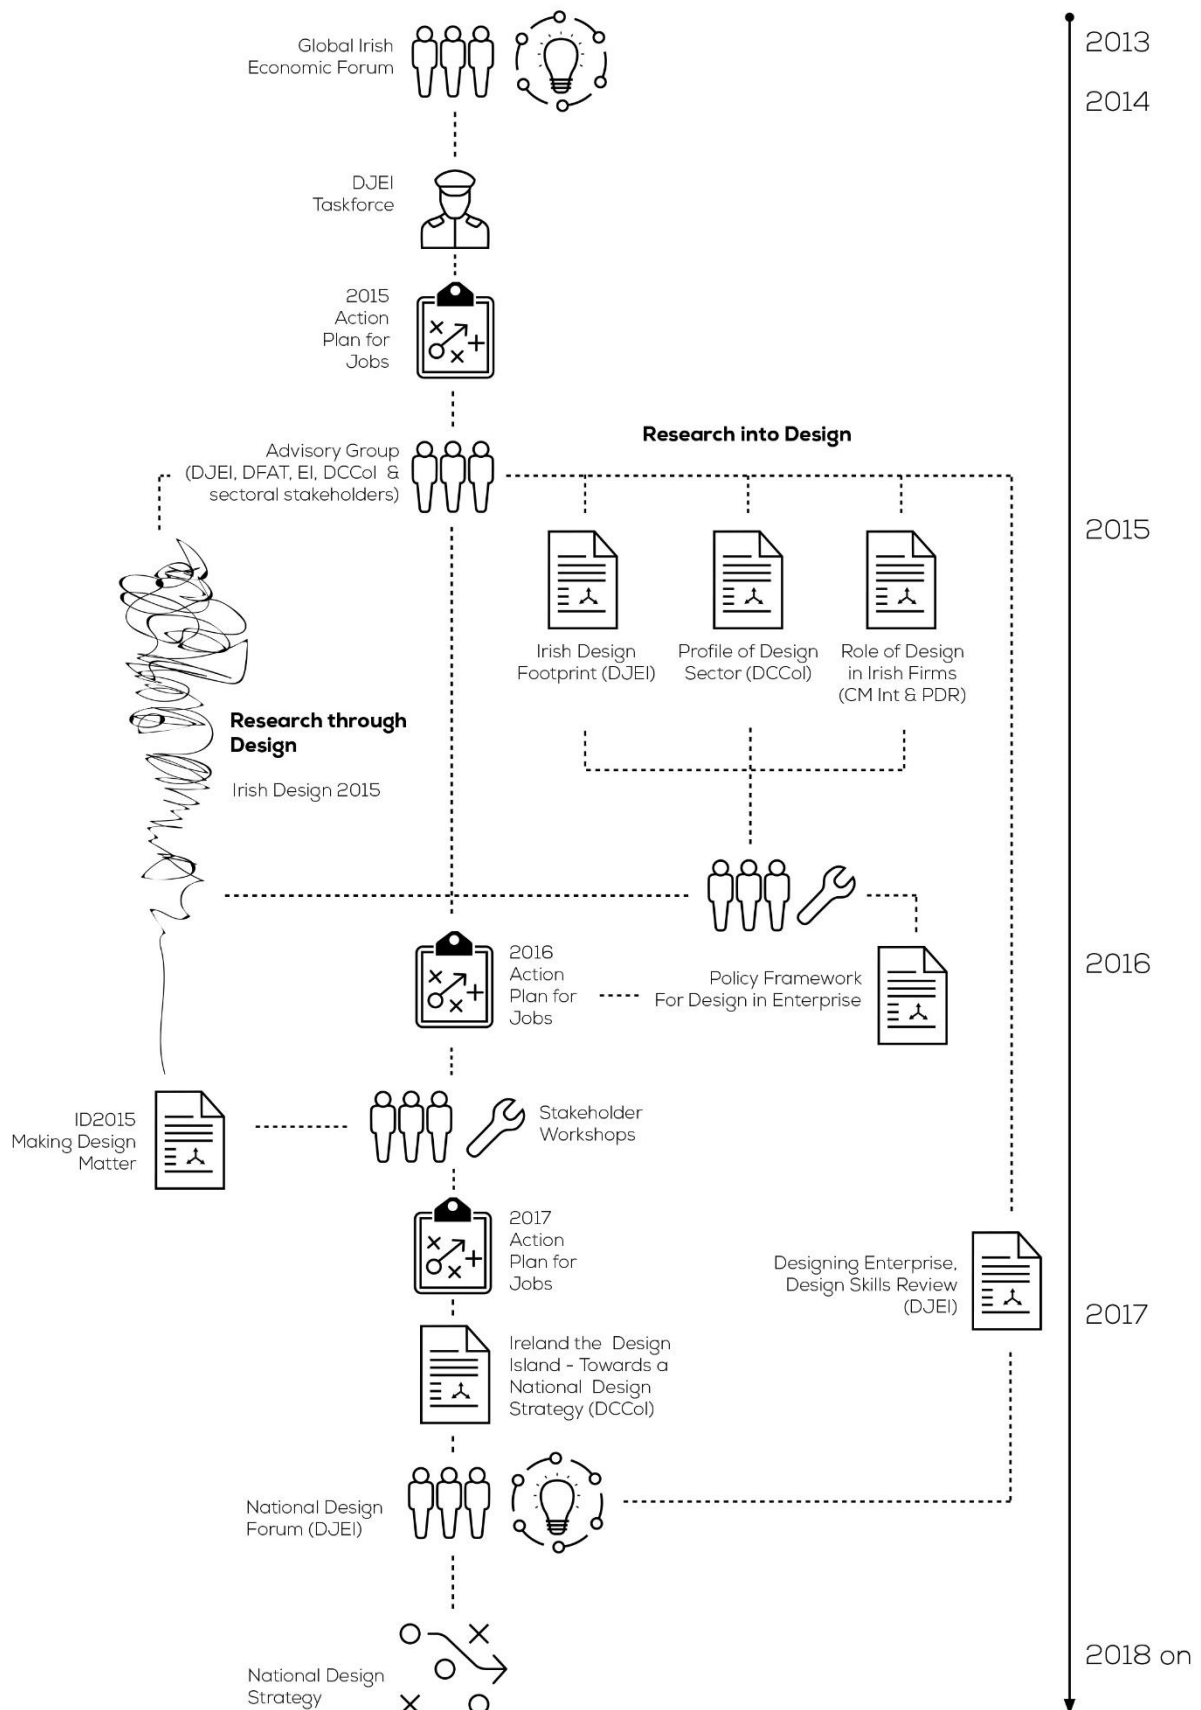 Global Irish
Economic Forum
2013
2014
DJEI
Taskforce
2015
Action
Plan for
Jobs
Research into Design
Advisory Group
(DJEI, DFAT, EI, DCCoI &
sectoral stakeholders)
2015
Irish Design
Footprint (DJEI)
Profile of Design
Sector (DCCoI)
Role of Design
in Irish Firms
(CM Int & PDR)
Research through
Design
Irish Design 2015
2016
Action
Plan for
Jobs
Policy Framework
For Design in Enterprise
2016
ID2015
Making Design
Matter
Stakeholder
Workshops
2017
Action
Plan for
Jobs
Designing Enterprise,
Design Skills Review
(DJEI)
2017
Ireland the Design
Island - Towards a
National Design
Strategy (DCCoI)
National Design
Forum (DJEI)
National Design
Strategy
2018 on